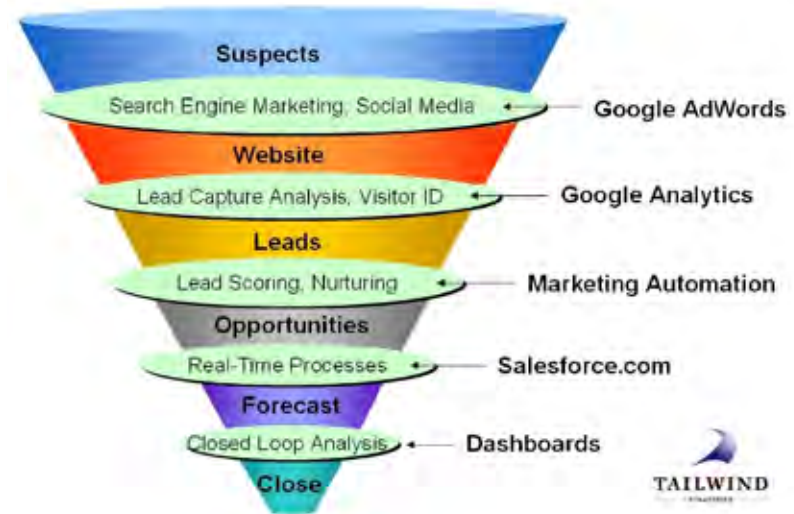 Suspects
Search Engine Marketing, Social Media
Google AdWords
Website
Lead Capture Analysis, Visitor ID
Google Analytics
Leads
Lead Scoring, Nurturing
Marketing Automation
Opportunities
Real-Time Processes
Salesforce.com
Forecast
Closed Loop Analysis
Dashboards
Close
TAILWIND